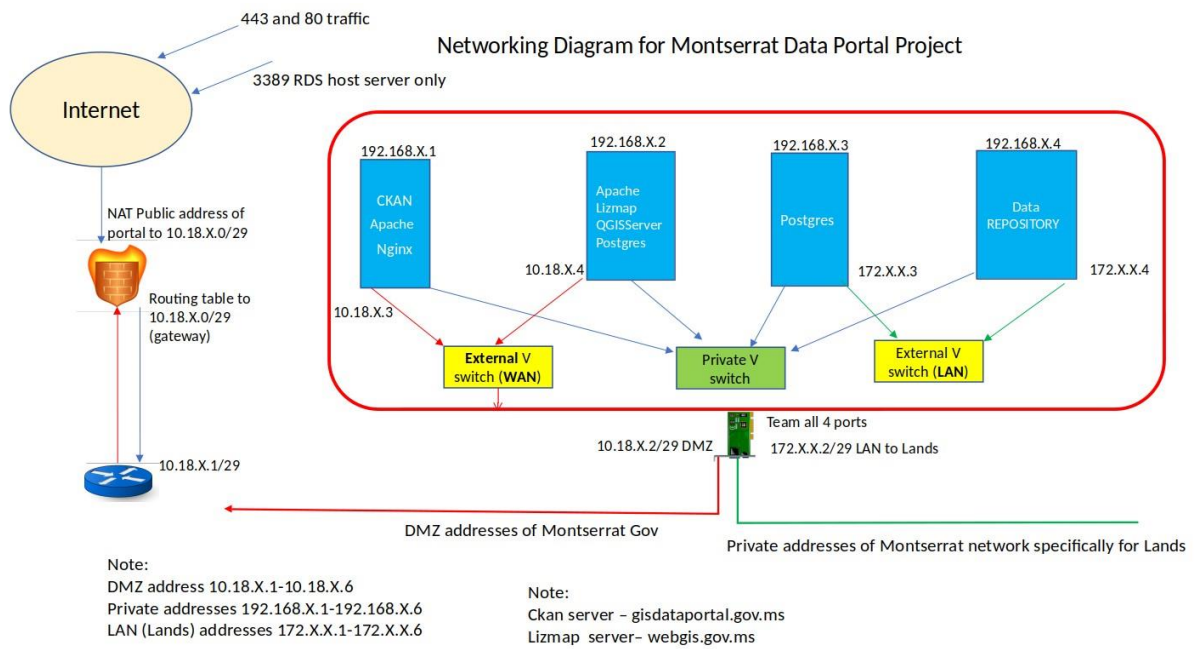 443 and 80 traffic
Networking Diagram for Montserrat Data Portal Project
3389 RDS host server only
Internet
NAT Public address of
portal to 10.18.X.0/29
Routing table to
10.18.X.0/29
(gateway)
10.18.X.1/29
192.168.X.1
CKAN
Apache
Nginx
10.18.X.3
192.168.X.2
Apache
Lizmap
QGISServer
Postgres
10.18.X.4
192.168.X.3
Postgres
172.X.X.3
192.168.X.4
Data
REPOSITORY
172.X.X.4
External V
switch (WAN)
Private V
switch
External V
switch (LAN)
Team all 4 ports
10.18.X.2/29 DMZ
172.X.X.2/29 LAN to Lands
DMZ addresses of Montserrat Gov
Private addresses of Montserrat network specifically for Lands
Note:
DMZ address 10.18.X.1-10.18.X.6
Private addresses 192.168.X.1-192.168.X.6
LAN (Lands) addresses 172.X.X.1-172.X.X.6
Note:
Ckan server – gisdataportal.gov.ms
Lizmap server– webgis.gov.ms